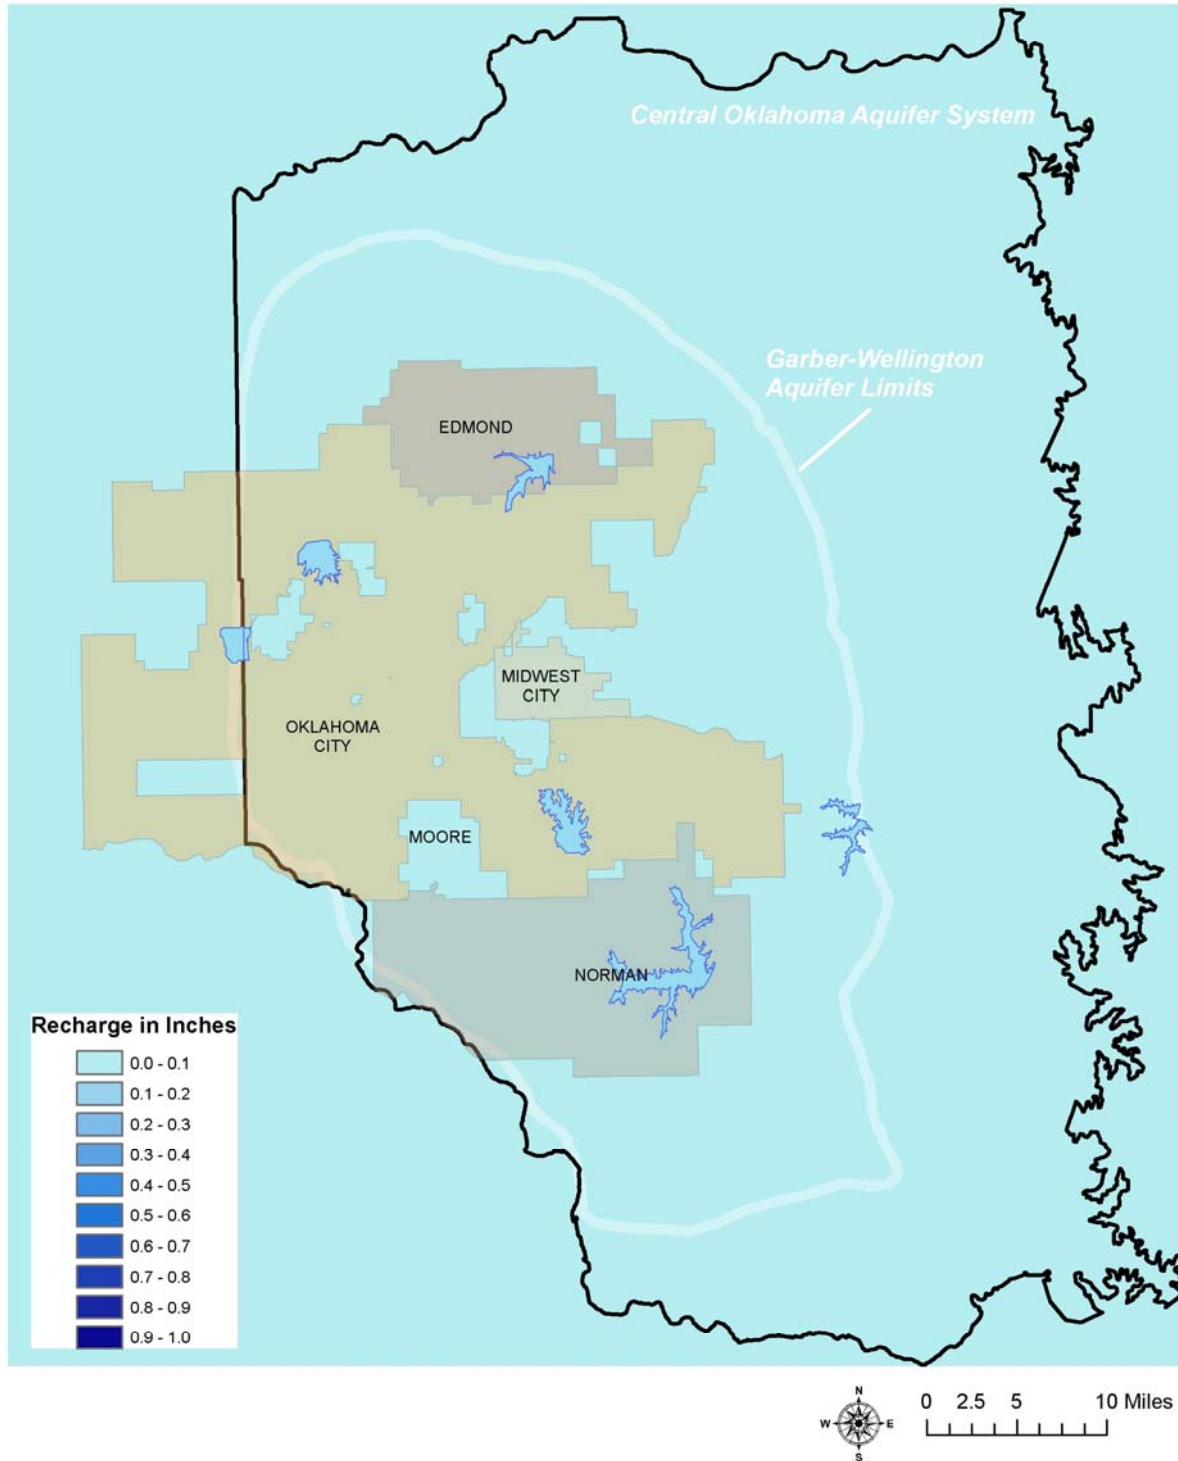 Central Oklahoma Aquifer System
Garber-Wellington
Aquifer Limits
EDMOND
MIDWEST
CITY
OKLAHOMA
CITY
MOORE
NORMAN
Recharge in Inches
0.0 - 0.1
0.1 - 0.2
0.2 - 0.3
0.3 - 0.4
0.4 - 0.5
0.5 - 0.6
0.6 - 0.7
0.7 - 0.8
0.8 - 0.9
0.9 - 1.0
N
W E
S
0 2.5 5 10 Miles